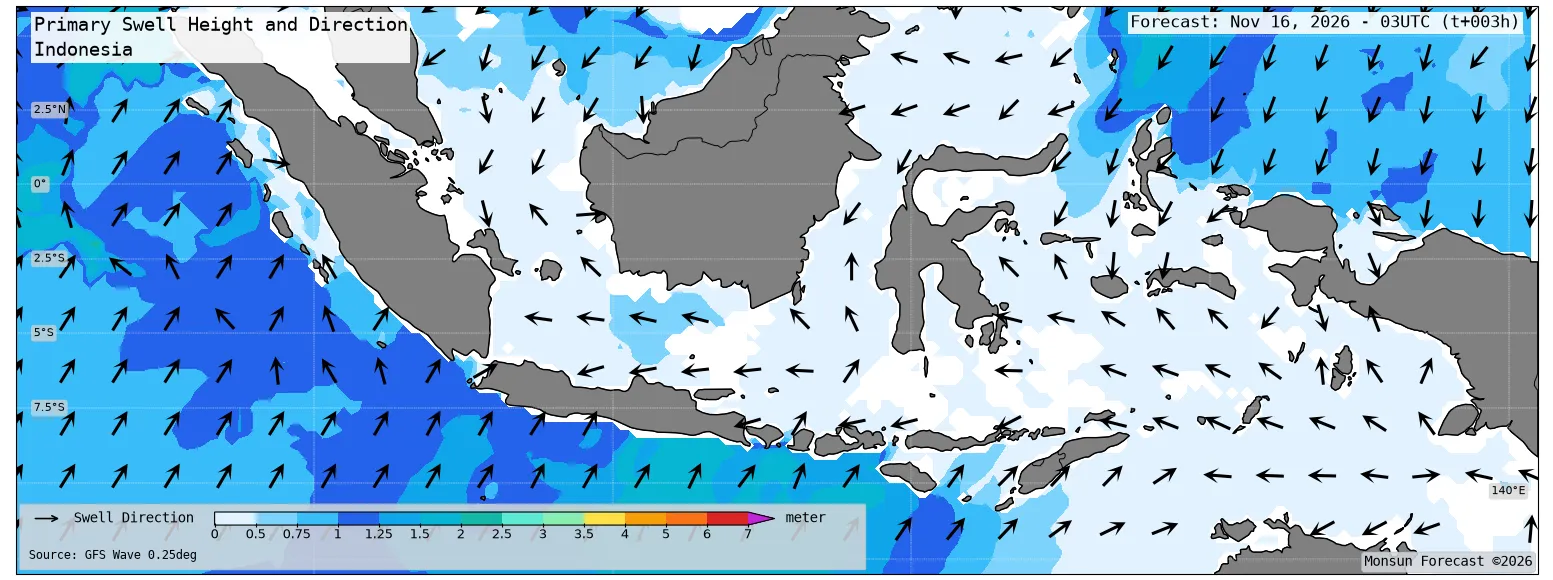 Primary Swell Height and Direction
Indonesia
Forecast: Nov 16, 2026 - 03UTC (t+003h)
2.5°N
0°
2.5°S
5°S
7.5°S
140°E
Swell Direction
meter
0 0.5 0.75 1 1.25 1.5 2 2.5 3 3.5 4 5 6 7
Source: GFS Wave 0.25deg
Monsun Forecast ©2026